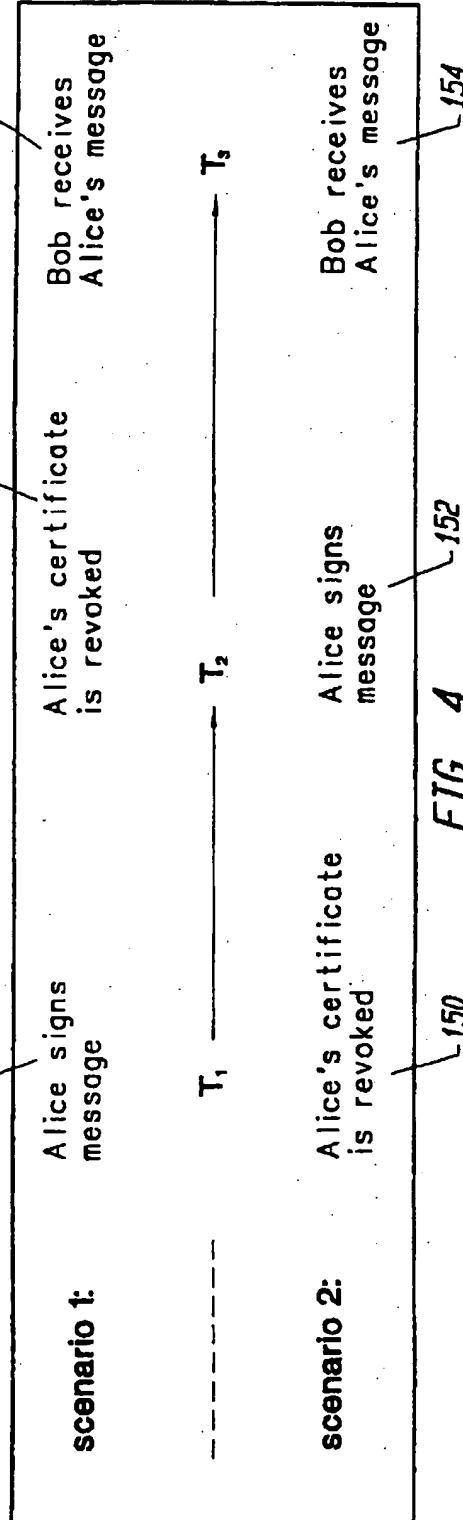 scenario 1:
Alice signs
message
Alice's certificate
is revoked
Bob receives
Alice's message
T₁
T₂
T₃
scenario 2:
Alice's certificate
is revoked
Alice signs
message
Bob receives
Alice's message
150
152
154
FIG 4